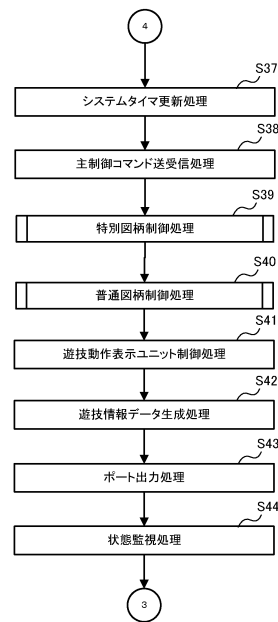 4
S37
システムタイマ更新処理
S38
主制御コマンド送受信処理
S39
特別図柄制御処理
S40
普通図柄制御処理
S41
遊技動作表示ユニット制御処理
S42
遊技情報データ生成処理
S43
ポート出力処理
S44
状態監視処理
3